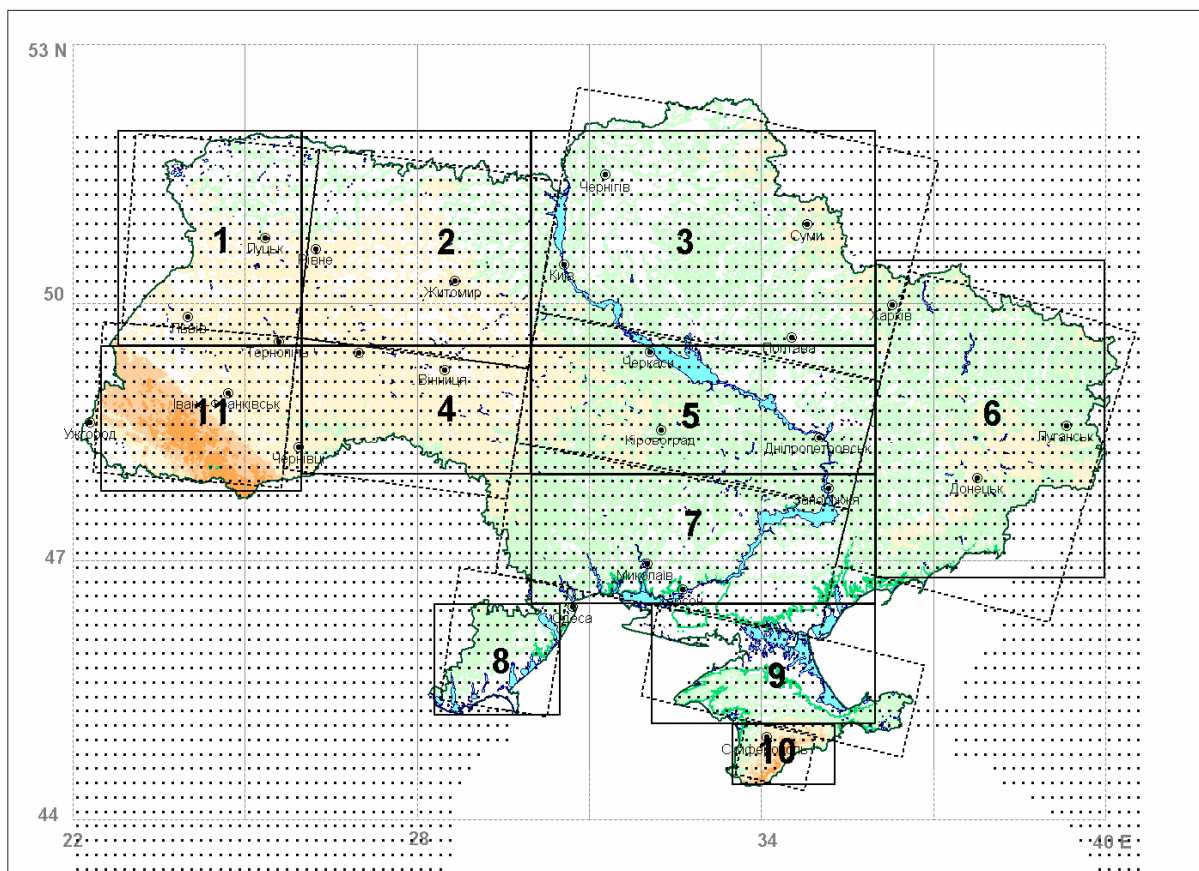 53 N
Чернігів
1
2
3
Луцьк
Рівне
Суми
Київ
Житомир
50
Львів
Харків
Тернопіль
Полтава
Черкаси
Вінниця
11
Івано-Франківськ
4
5
6
Ужгород
Чернівці
Кіровоград
Дніпропетровськ
Луганськ
Запоріжжя
Донецьк
7
47
Миколаїв
Херсон
Одеса
8
9
10
Сімферополь
44
22
28
34
40 E